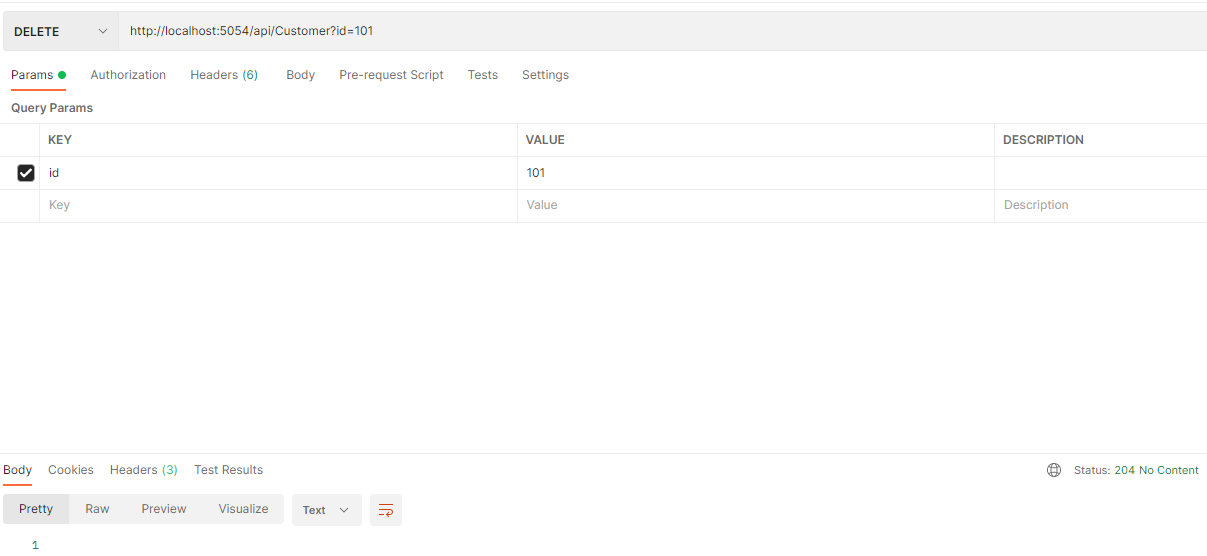 DELETE http://localhost:5054/api/Customer?id=101
Params Authorization Headers (6) Body Pre-request Script Tests Settings
Query Params
KEY VALUE DESCRIPTION
id 101
Key Value Description
Body Cookies Headers (3) Test Results Status: 204 No Content
Pretty Raw Preview Visualize Text
1